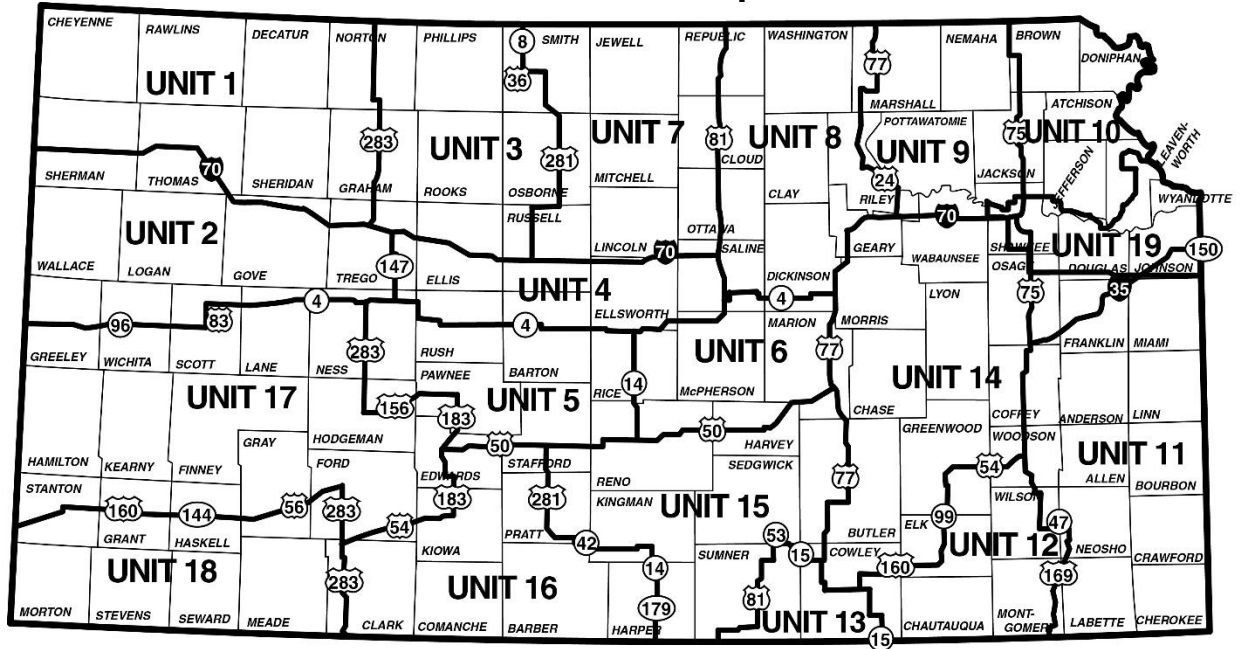 CHEYENNE
RAWLINS
DECATUR
NORTON
PHILLIPS
8
SMITH
JEWELL
REPUBLIC
WASHINGTON
NEMAHA
BROWN
DONIPHAN
36
77
UNIT 1
MARSHALL
ATCHISON
283
UNIT 3
281
UNIT 7
81
CLOUD
UNIT 8
POTTAWATOMIE
UNIT 9
75
UNIT 10
LEAVEN-
WORTH
SHERMAN
THOMAS
70
SHERIDAN
GRAHAM
ROOKS
OSBORNE
MITCHELL
CLAY
24
RILEY
JACKSON
JEFFERSON
WYANDOTTE
RUSSELL
UNIT 2
OTTAWA
70
LINCOLN
70
SALINE
GEARY
WABAUNSEE
SHAWNEE
UNIT 19
150
WALLACE
LOGAN
GOVE
TREGO
147
ELLIS
UNIT 4
DICKINSON
OSAGE
DOUGLAS
JOHNSON
4
83
96
4
ELLSWORTH
4
LYON
75
35
MARION
MORRIS
GREELEY
WICHITA
SCOTT
LANE
NESS
283
RUSH
BARTON
UNIT 6
77
FRANKLIN
MIAMI
PAWNEE
UNIT 17
156
183
UNIT 5
RICE
14
McPHERSON
UNIT 14
CHASE
COFFEY
ANDERSON
LINN
GRAY
HODGEMAN
50
50
HARVEY
GREENWOOD
WOODSON
HAMILTON
KEARNY
FINNEY
FORD
EDWARDS
STAFFORD
RENO
SEDGWICK
54
UNIT 11
ALLEN
BOURBON
STANTON
160
144
56
283
183
281
KINGMAN
UNIT 15
77
WILSON
GRANT
HASKELL
54
PRATT
42
53
BUTLER
ELK
99
47
KIOWA
SUMNER
15
COWLEY
160
UNIT 12
NEOSHO
CRAWFORD
UNIT 18
283
UNIT 16
14
169
81
179
UNIT 13
MORTON
STEVENS
SEWARD
MEADE
CLARK
COMANCHE
BARBER
HARPER
15
CHAUTAUQUA
MONT-
GOMERY
LABETTE
CHEROKEE